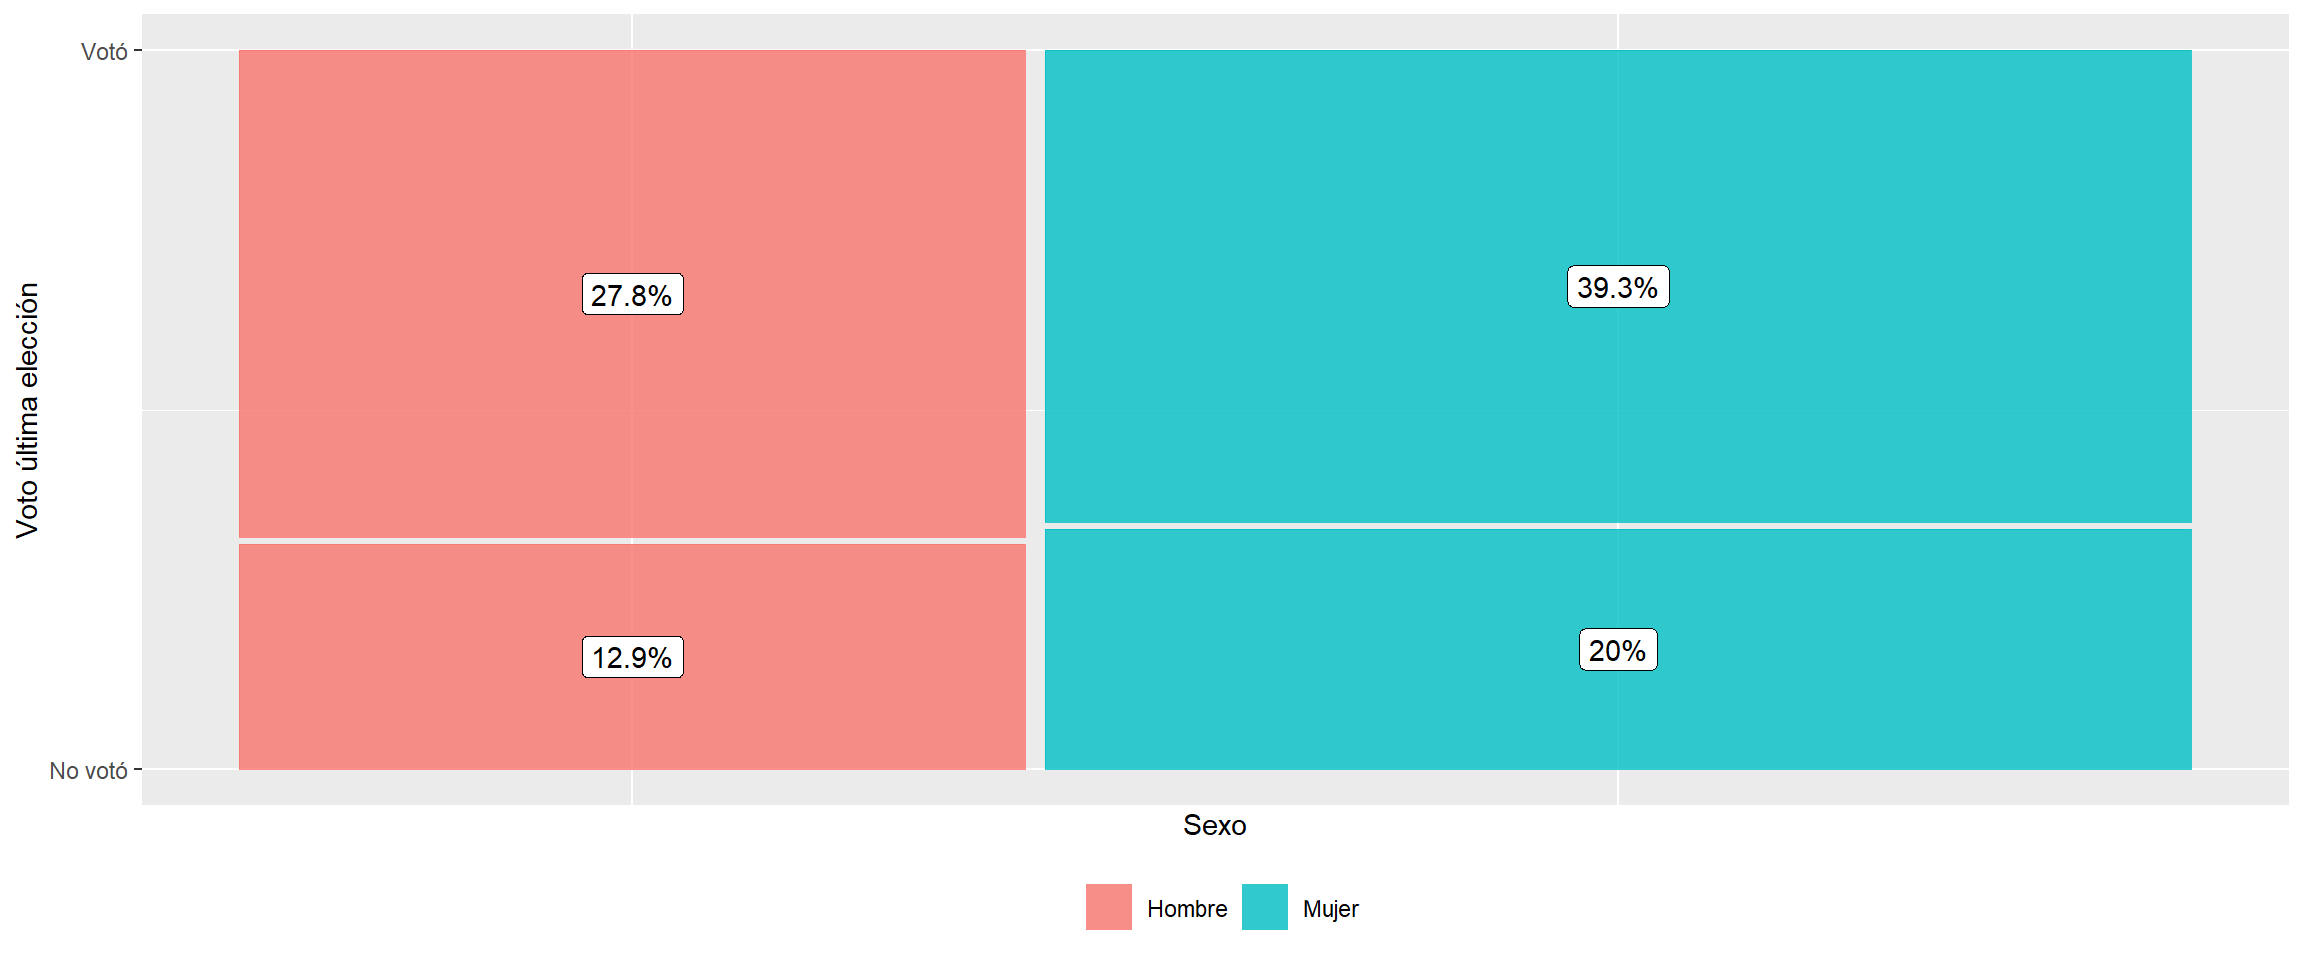 Votó
27.8%
39.3%
Voto última elección
12.9%
20%
No votó
Sexo
Hombre
Mujer